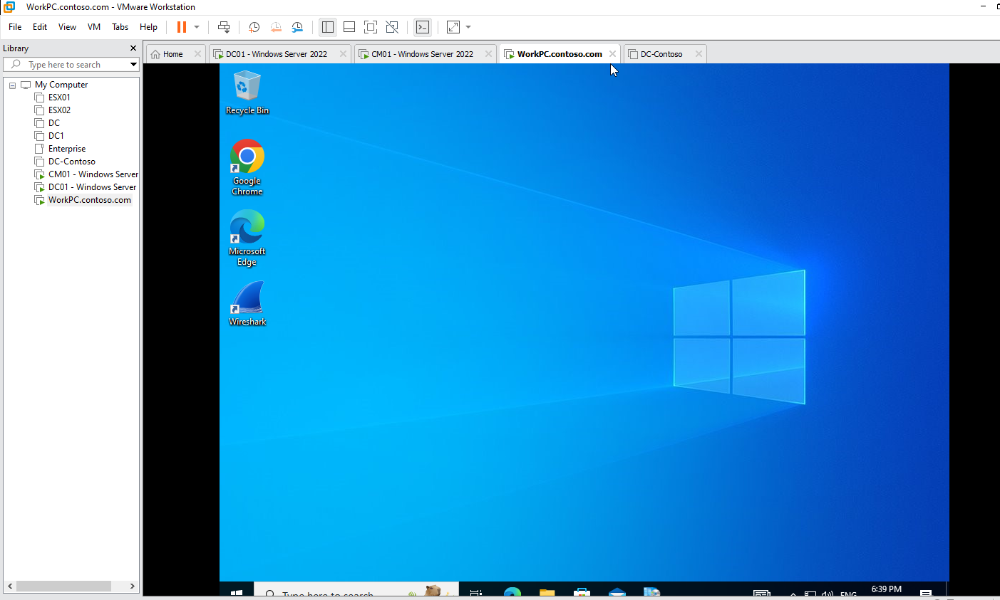 WorkPC.contoso.com - VMware Workstation
File Edit View VM Tabs Help
Library
Type here to search
My Computer
ESX01
ESX02
DC
DC1
Enterprise
DC-Contoso
CM01 - Windows Server
DC01 - Windows Server
WorkPC.contoso.com
Home
DC01 - Windows Server 2022
CM01 - Windows Server 2022
WorkPC.contoso.com
DC-Contoso
Recycle Bin
Google
Chrome
Microsoft
Edge
Wireshark
Type here to search
ENG
6:39 PM